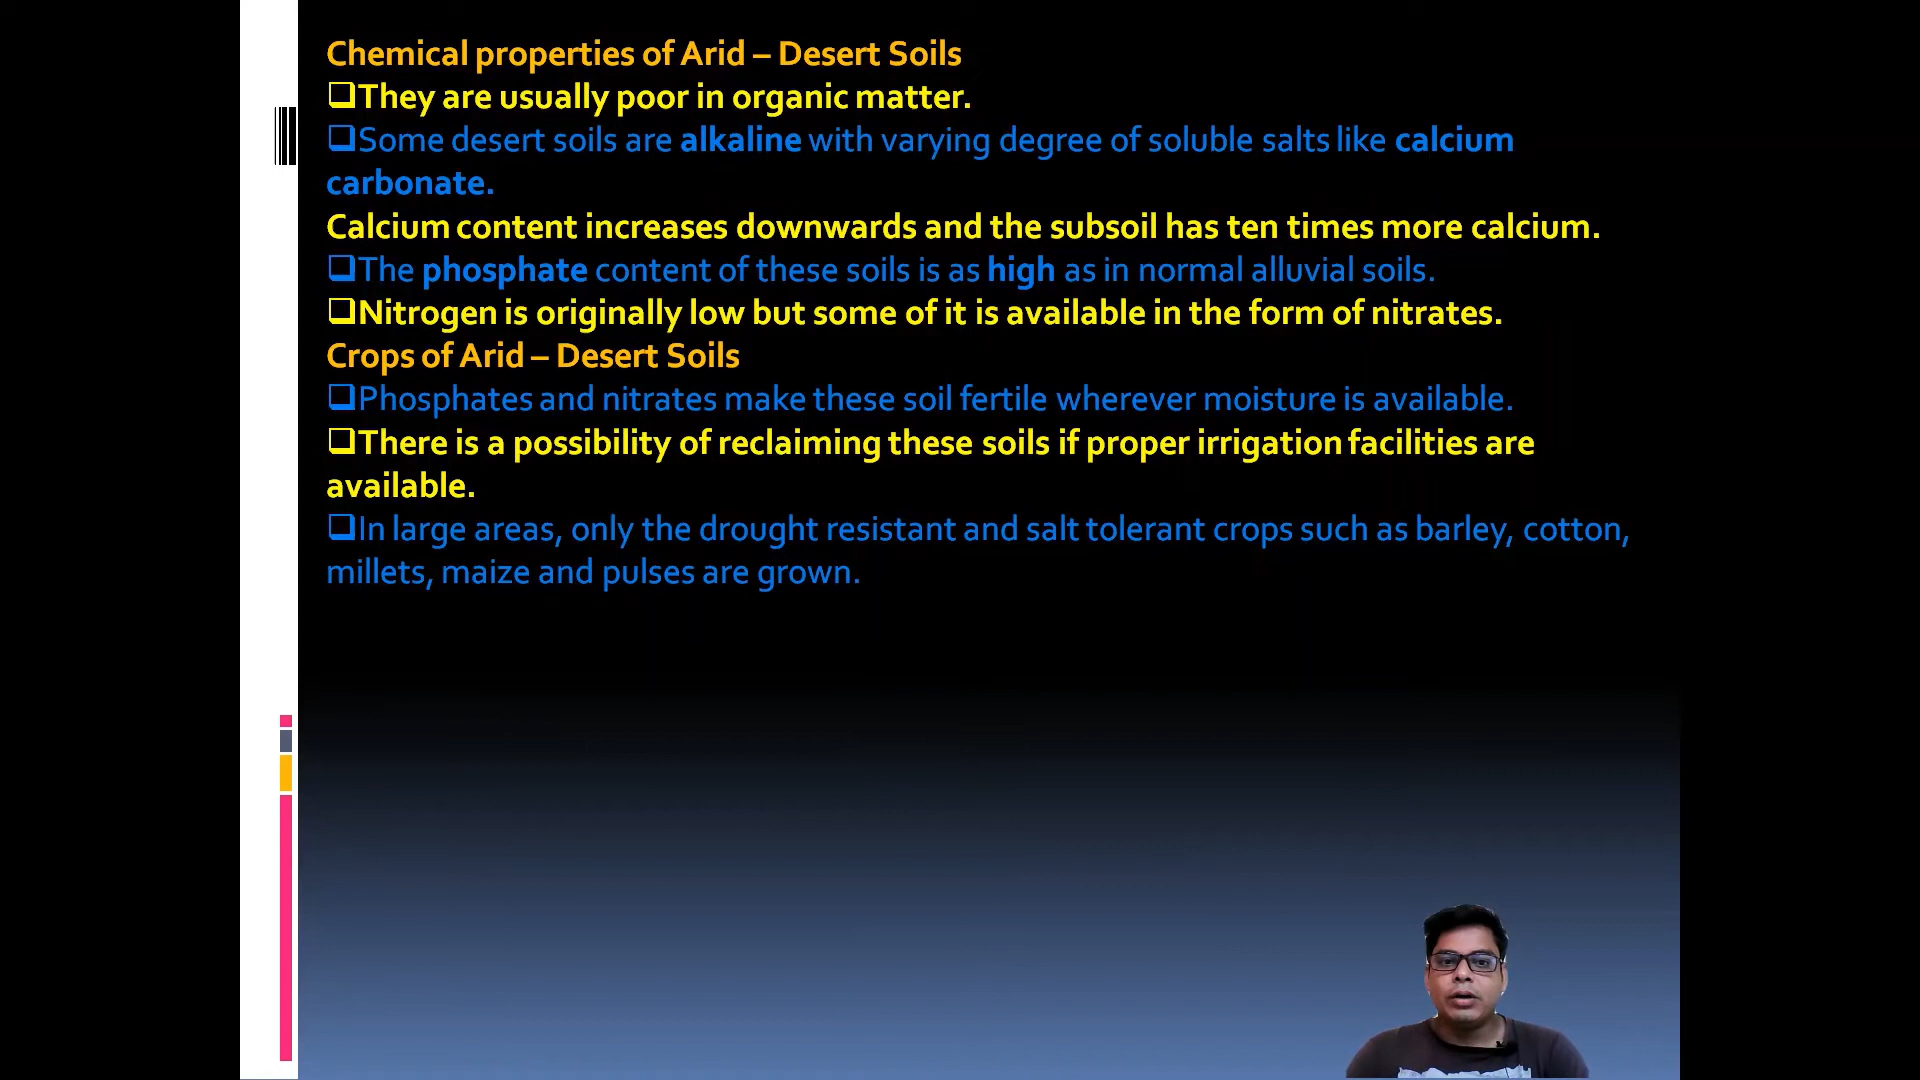 Chemical properties of Arid – Desert Soils
❑They are usually poor in organic matter.
❑Some desert soils are alkaline with varying degree of soluble salts like calcium
carbonate.
Calcium content increases downwards and the subsoil has ten times more calcium.
❑The phosphate content of these soils is as high as in normal alluvial soils.
❑Nitrogen is originally low but some of it is available in the form of nitrates.
Crops of Arid – Desert Soils
❑Phosphates and nitrates make these soil fertile wherever moisture is available.
❑There is a possibility of reclaiming these soils if proper irrigation facilities are
available.
❑In large areas, only the drought resistant and salt tolerant crops such as barley, cotton,
millets, maize and pulses are grown.